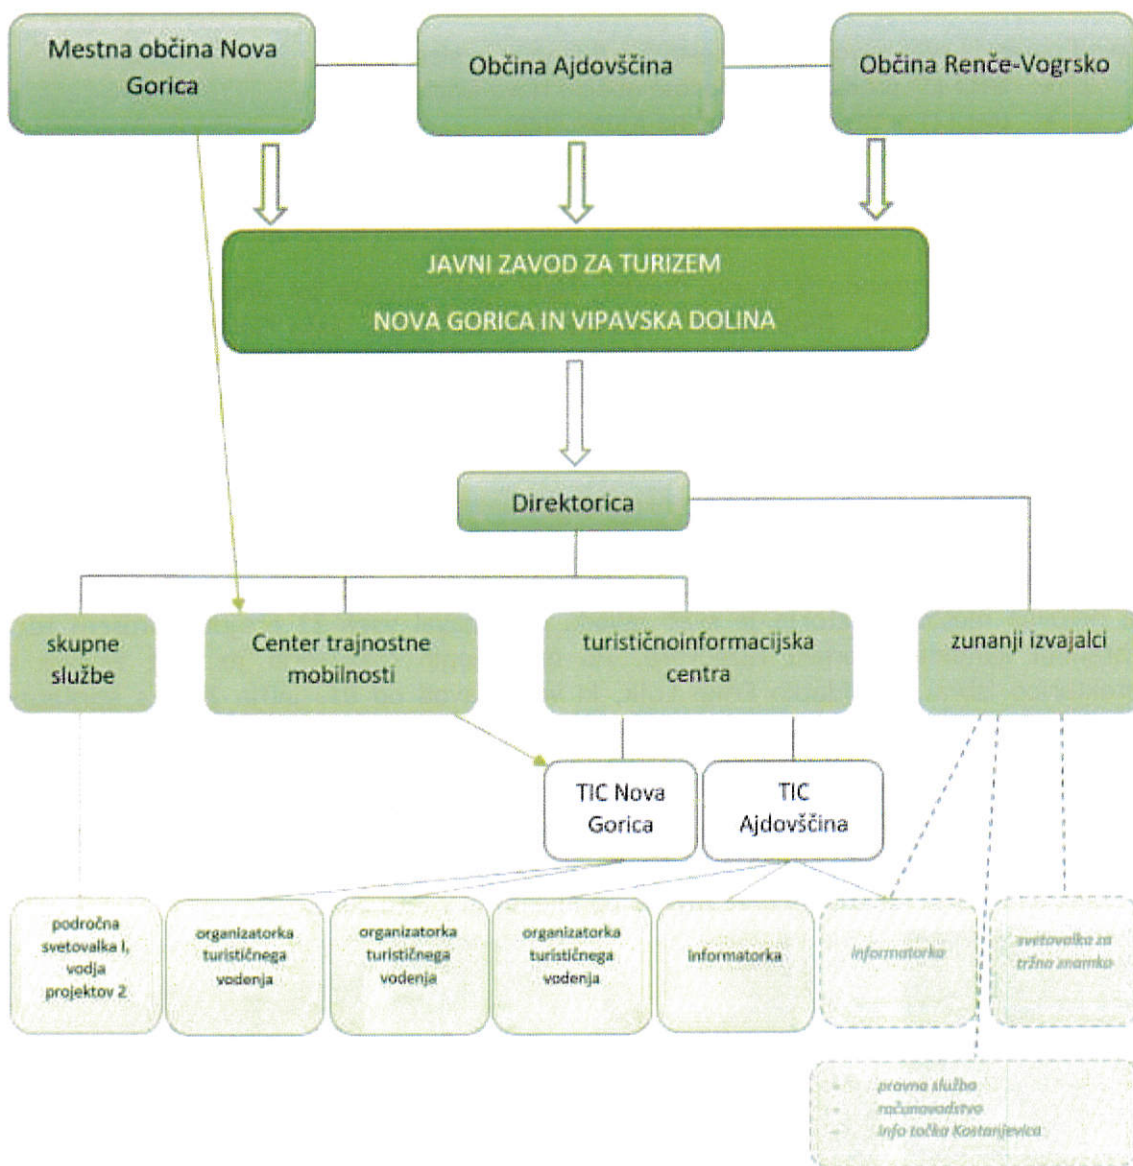 Mestna občina Nova
Gorica
Občina Ajdovščina
Občina Renče-Vogrsko
JAVNI ZAVOD ZA TURIZEM
NOVA GORICA IN VIPAVSKA DOLINA
Direktorica
skupne
službe
Center trajnostne
mobilnosti
turističnoinformacijska
centra
zunanji izvajalci
TIC Nova
Gorica
TIC
Ajdovščina
področna
svetovalka I,
vodja
projektov 2
organizatorka
turističnega
vodenja
organizatorka
turističnega
vodenja
organizatorka
turističnega
vodenja
informatorka
informatorka
svetovalka za
tržno znamko
- pravna služba
- računovodstvo
- Info točka Kostanjevica